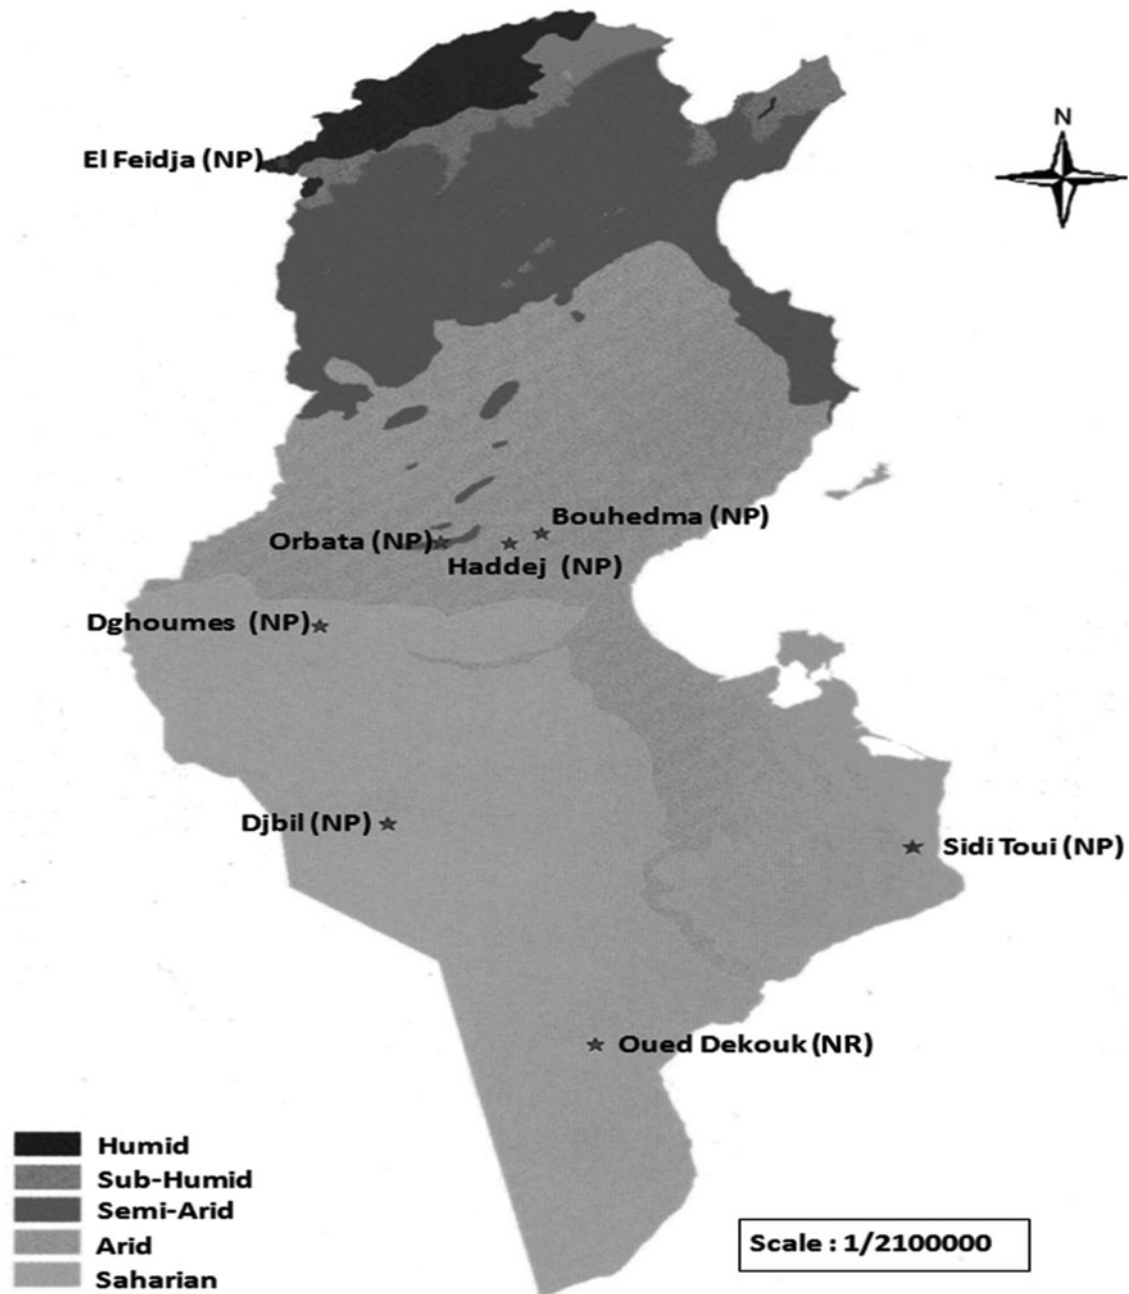 N
El Feidja (NP)
Bouhedma (NP)
Orbata (NP)
Haddej (NP)
Dghoumes (NP)
Djbil (NP)
Sidi Toui (NP)
Oued Dekouk (NR)
Humid
Sub-Humid
Semi-Arid
Arid
Saharian
Scale : 1/2100000